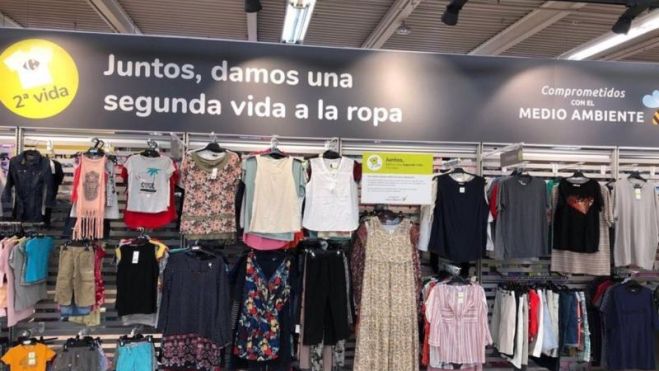 2ª vida
Juntos, damos una
segunda vida a la ropa
Comprometidos
CON EL
MEDIO AMBIENTE
Juntos,